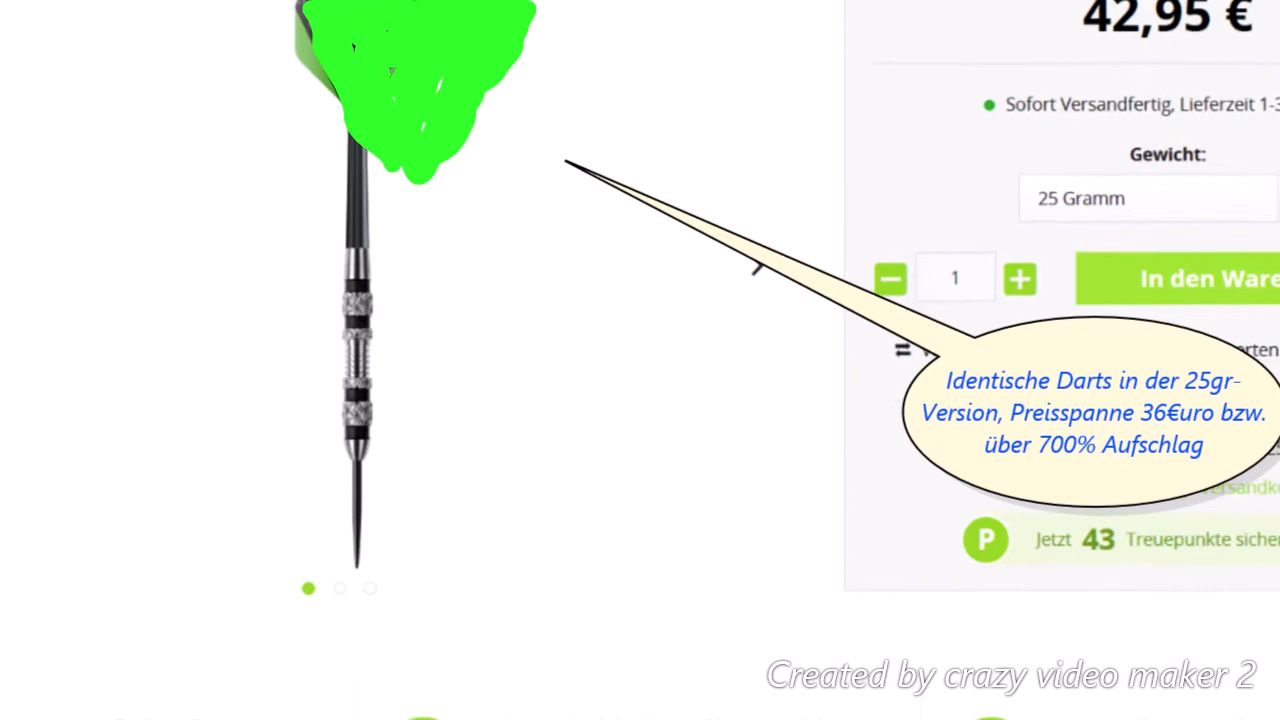 42,95 €
Sofort Versandfertig, Lieferzeit 1-3
Gewicht:
25 Gramm
1
In den Ware
orten
Identische Darts in der 25gr-
Version, Preisspanne 36€uro bzw.
über 700% Aufschlag
P Jetzt 43 Treuepunkte sicher
Created by crazy video maker 2